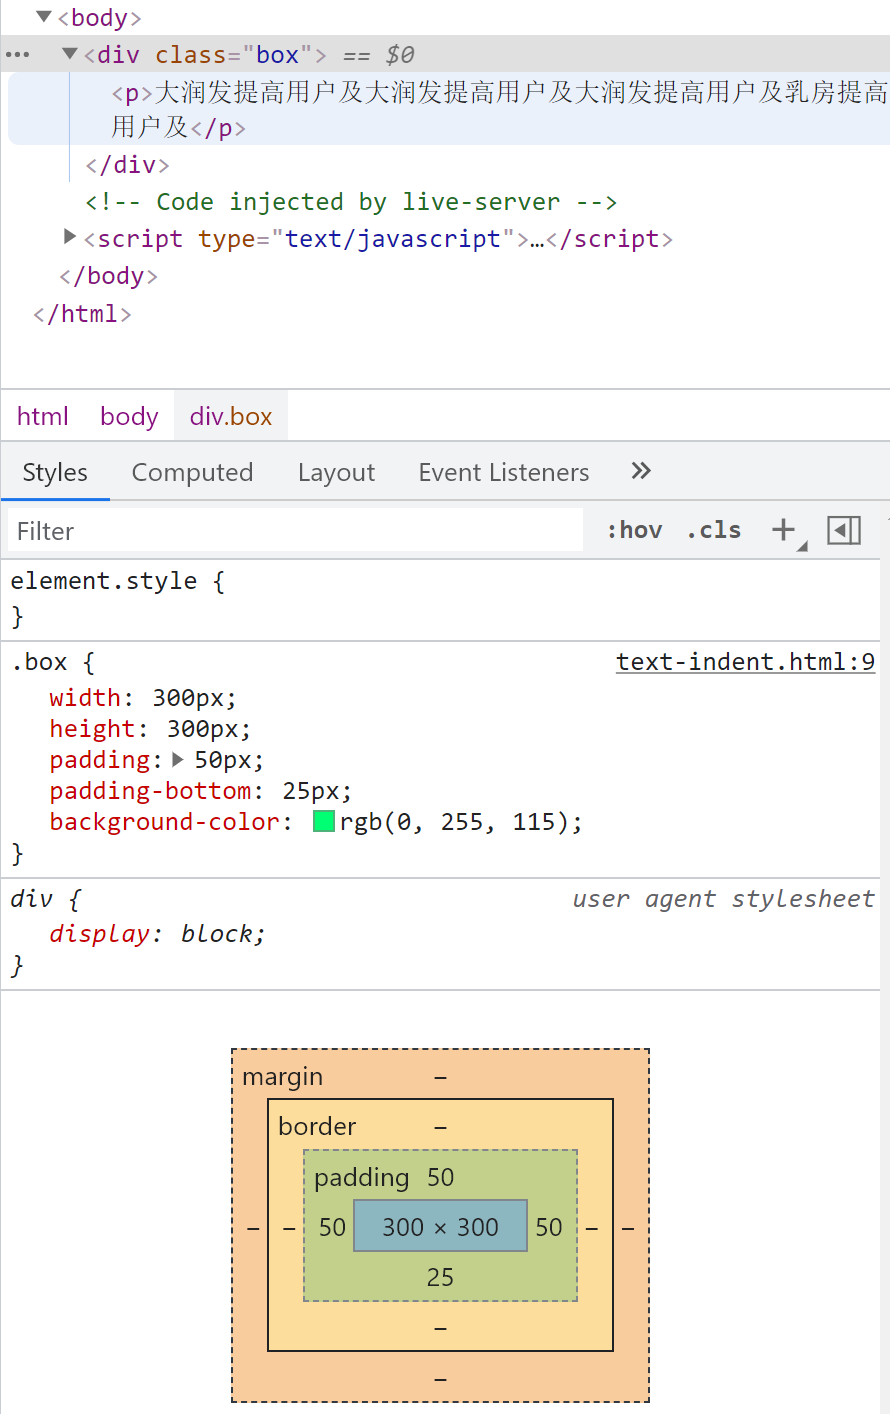 ▼<body>
••• ▼<div class="box"> == $0
<p>大润发提高用户及大润发提高用户及大润发提高用户及乳房提高
用户及</p>
</div>
<!-- Code injected by live-server -->
▶<script type="text/javascript">…</script>
</body>
</html>
html body div.box
Styles Computed Layout Event Listeners »
Filter :hov .cls +
element.style {
}
.box { text-indent.html:9
width: 300px;
height: 300px;
padding:▶ 50px;
padding-bottom: 25px;
background-color: rgb(0, 255, 115);
}
div { user agent stylesheet
display: block;
}
margin –
border –
padding 50
– – 50 300 × 300 50 – –
25
–
–